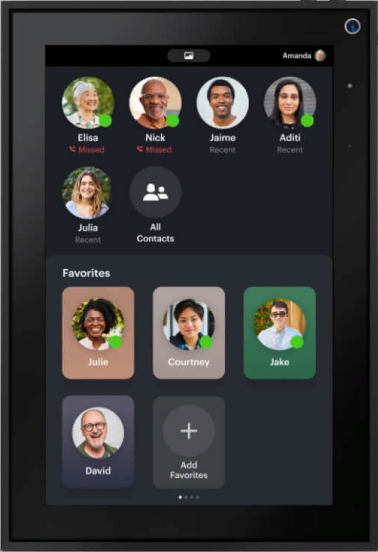 Amanda
Elisa Nick Jaime Aditi
Missed Missed Recent Recent
Julia All
Contacts
Recent
Favorites
Julie Courtney Jake
David Add
Favorites